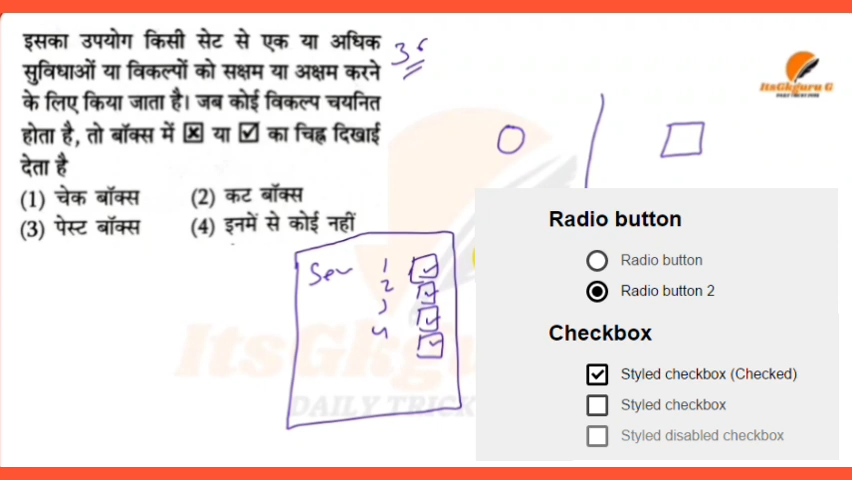 इसका उपयोग किसी सेट से एक या अधिक
सुविधाओं या विकल्पों को सक्षम या अक्षम करने
के लिए किया जाता है। जब कोई विकल्प चयनित
होता है, तो बॉक्स में ☒ या ☑ का चिह्न दिखाई
देता है
(1) चेक बॉक्स (2) कट बॉक्स
(3) पेस्ट बॉक्स (4) इनमें से कोई नहीं
ItsGkguru G
Radio button
Radio button
Radio button 2
Checkbox
Styled checkbox (Checked)
Styled checkbox
Styled disabled checkbox
1
2
3
4
DAILY TRICK